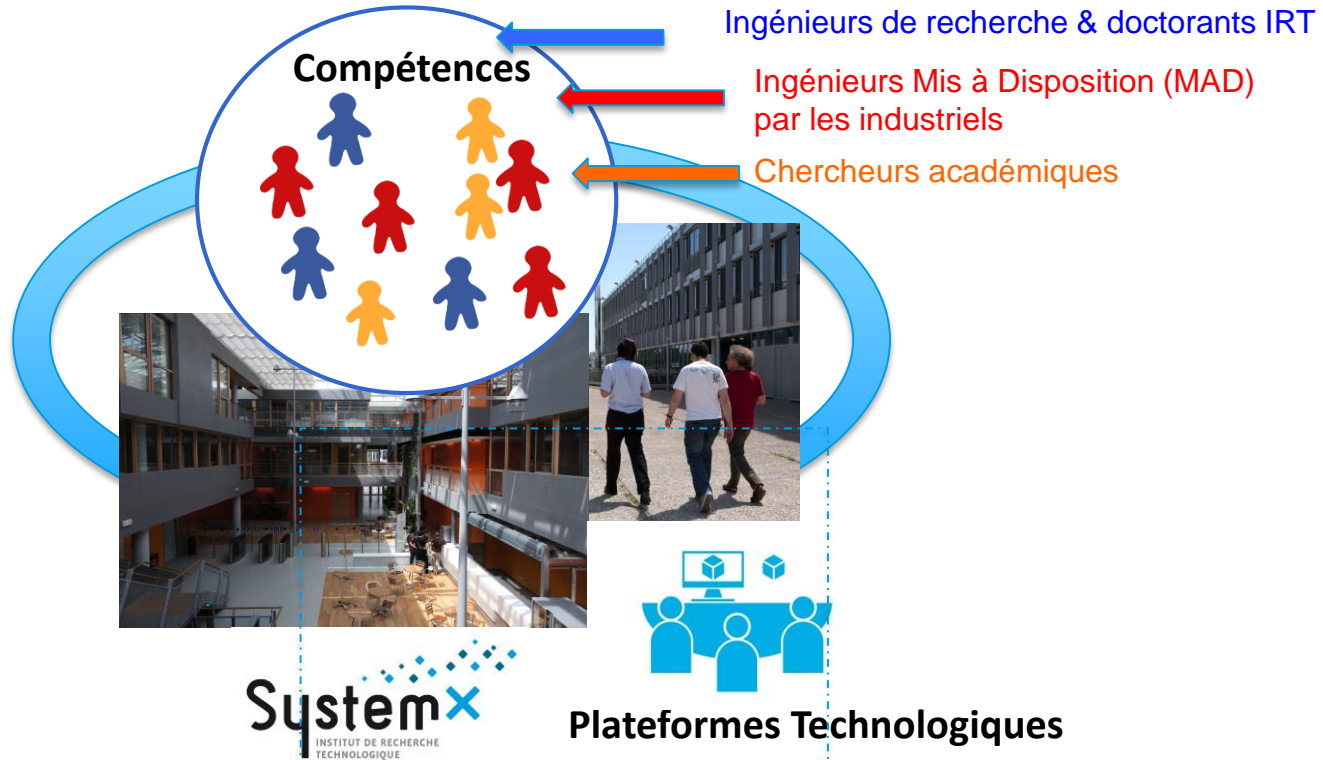 Ingénieurs de recherche & doctorants IRT
Compétences
Ingénieurs Mis à Disposition (MAD)
par les industriels
Chercheurs académiques
SystemX
INSTITUT DE RECHERCHE
TECHNOLOGIQUE
Plateformes Technologiques